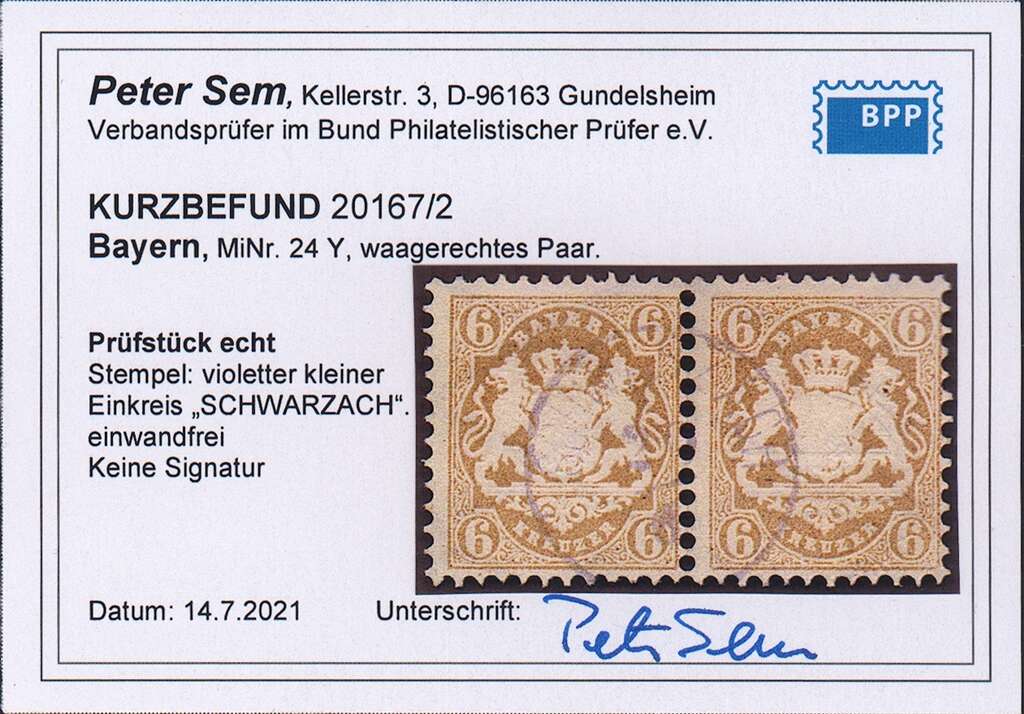 Peter Sem, Kellerstr. 3, D-96163 Gundelsheim
Verbandsprüfer im Bund Philatelistischer Prüfer e.V.
BPP
KURZBEFUND 20167/2
Bayern, MiNr. 24 Y, waagerechtes Paar.
Prüfstück echt
Stempel: violetter kleiner
Einkreis „SCHWARZACH“.
einwandfrei
Keine Signatur
6 BAYERN 6
6 KREUZER 6
6 BAYERN 6
6 KREUZER 6
Datum: 14.7.2021 Unterschrift: Peter Sem